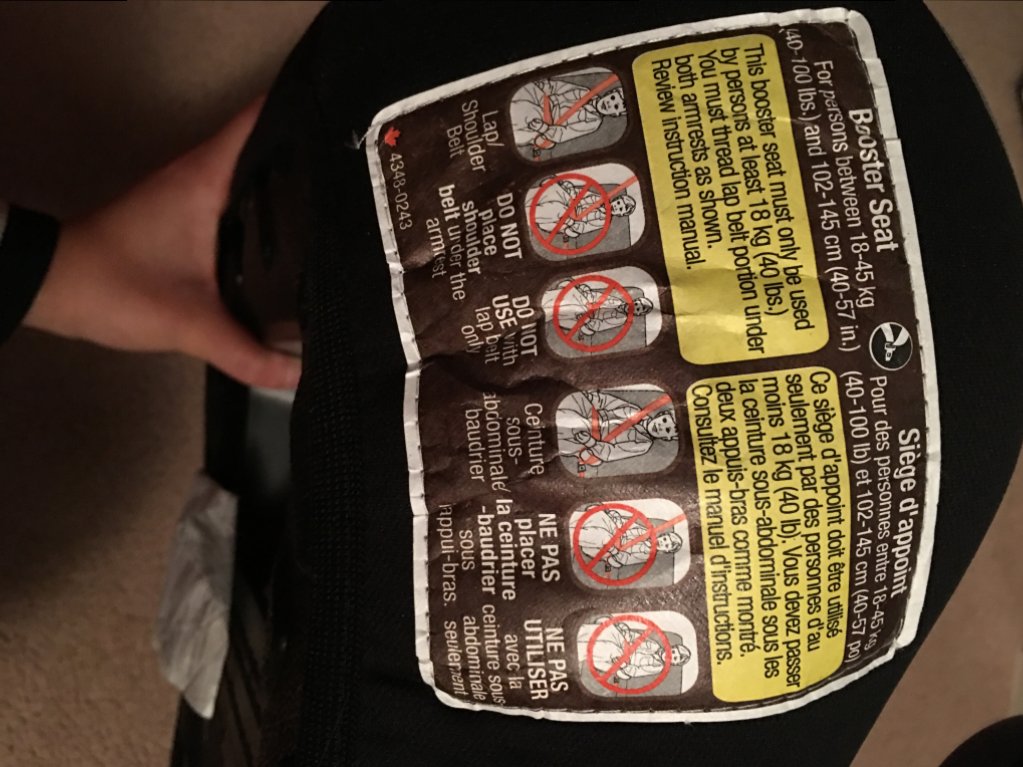 Booster Seat
For persons between 18-45 kg
(40-100 lbs.) and 102-145 cm (40-57 in.)
This booster seat must only be used
by persons at least 18 kg (40 lbs.)
You must thread lap belt portion under
both armrests as shown.
Review instruction manual.
Lap/
Shoulder
Belt
DO NOT
place
shoulder
belt under the
armrest
DO NOT
USE with
lap belt
only
4348-0243
Siège d'appoint
Pour des personnes entre 18-45 kg
(40-100 lb) et 102-145 cm (40-57 po)
Ce siège d'appoint doit être utilisé
seulement par des personnes d'au
moins 18 kg (40 lb). Vous devez passer
la ceinture sous-abdominale sous les
deux appuis-bras comme montré.
Consultez le manuel d'instructions.
Ceinture
sous-
abdominale/
baudrier
NE PAS
placer
la ceinture
-baudrier
sous
l'appui-bras.
NE PAS
UTILISER
avec la
ceinture sous-
abdominale
seulement